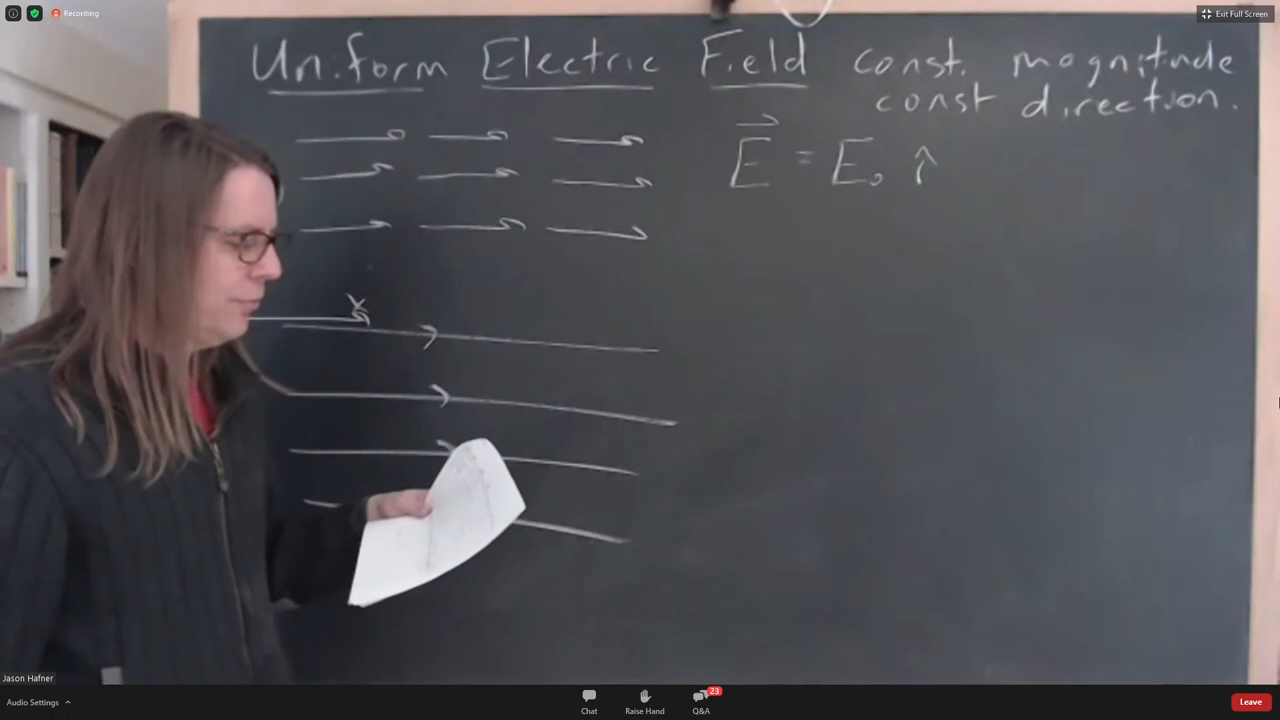 Recording
Exit Full Screen
Uniform Electric Field const. magnitude
const direction.
E = E₀ î
x
Jason Hafner
Audio Settings
Chat
Raise Hand
Q&A
23
Leave